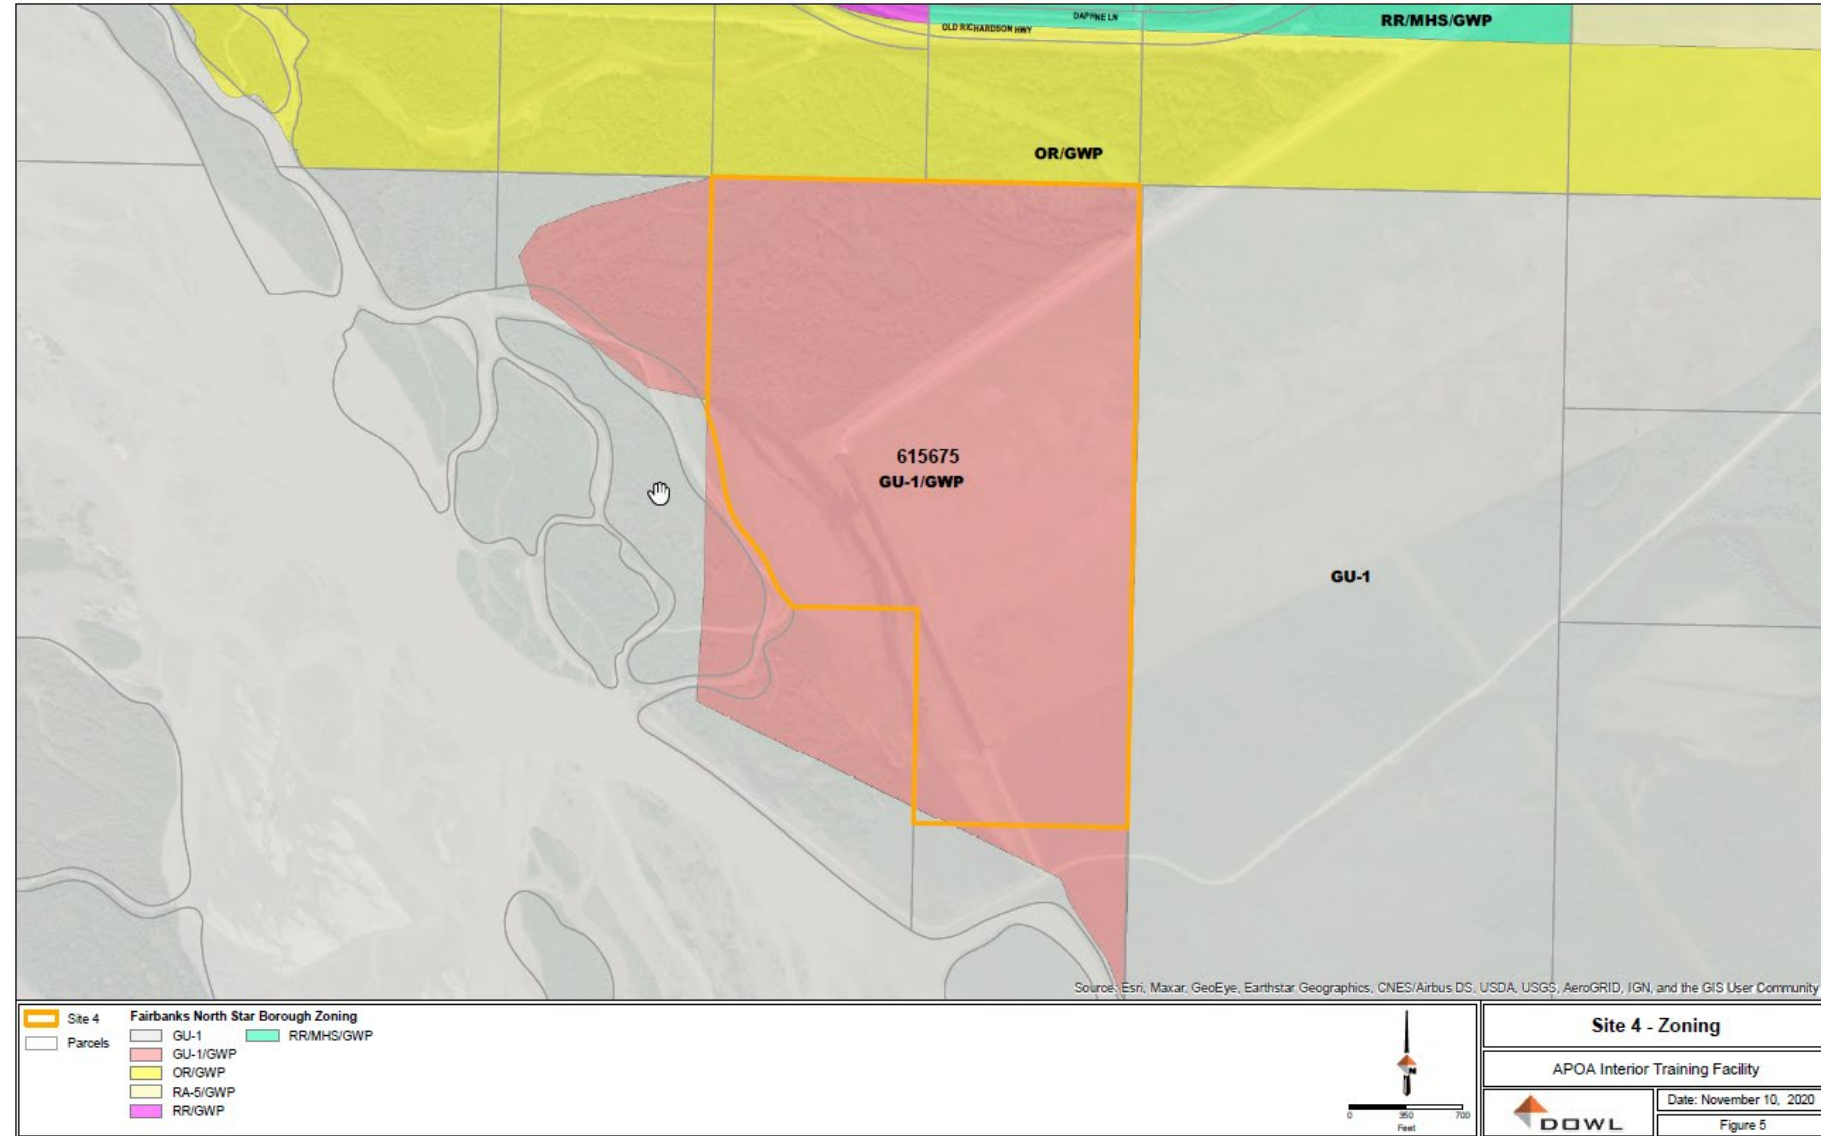 DAPHNE LN
RR/MHS/GWP
OLD RICHARDSON HWY
OR/GWP
615675
GU-1/GWP
GU-1
Source: Esri, Maxar, GeoEye, Earthstar Geographics, CNES/Airbus DS, USDA, USGS, AeroGRID, IGN, and the GIS User Community
Site 4
Parcels
Fairbanks North Star Borough Zoning
GU-1
RR/MHS/GWP
GU-1/GWP
OR/GWP
RA-5/GWP
RR/GWP
N
0 350 700
Feet
Site 4 - Zoning
APOA Interior Training Facility
DOWL
Date: November 10, 2020
Figure 5